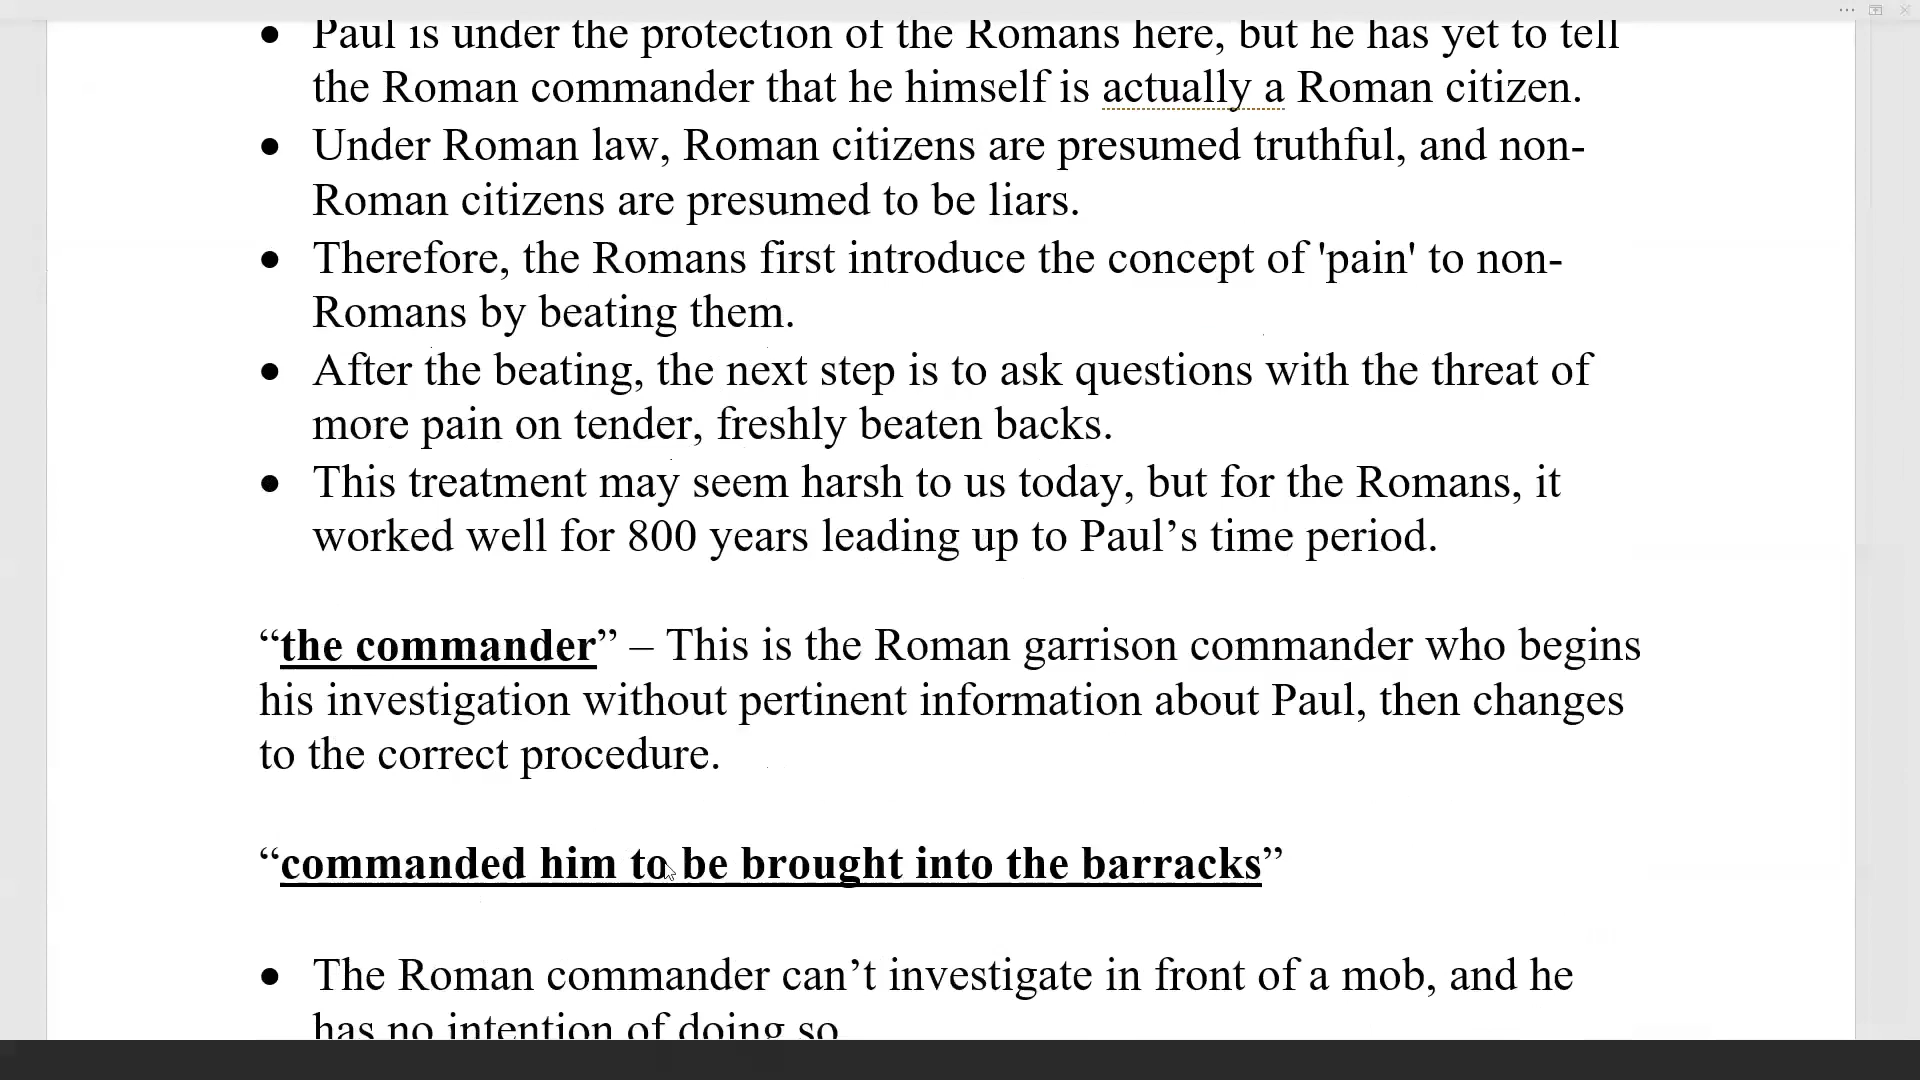 • Paul is under the protection of the Romans here, but he has yet to tell
the Roman commander that he himself is actually a Roman citizen.
• Under Roman law, Roman citizens are presumed truthful, and non-
Roman citizens are presumed to be liars.
• Therefore, the Romans first introduce the concept of 'pain' to non-
Romans by beating them.
• After the beating, the next step is to ask questions with the threat of
more pain on tender, freshly beaten backs.
• This treatment may seem harsh to us today, but for the Romans, it
worked well for 800 years leading up to Paul’s time period.
“the commander” – This is the Roman garrison commander who begins
his investigation without pertinent information about Paul, then changes
to the correct procedure.
“commanded him to be brought into the barracks”
• The Roman commander can’t investigate in front of a mob, and he
has no intention of doing so